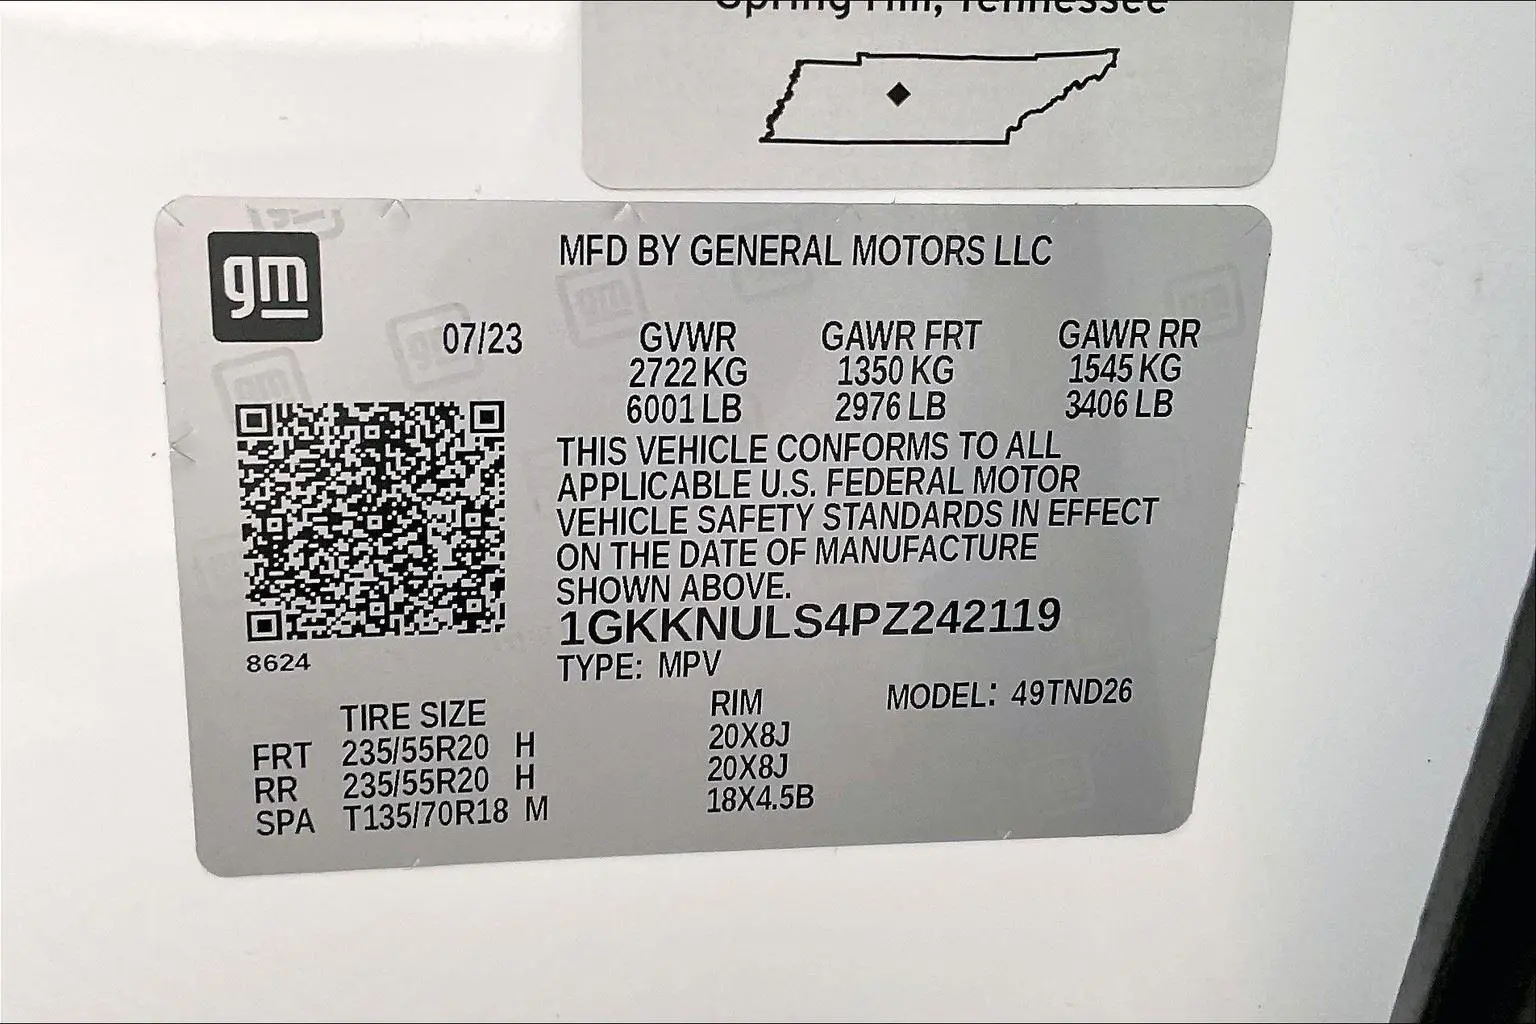 Spring Hill, Tennessee
gm
MFD BY GENERAL MOTORS LLC
07/23 GVWR GAWR FRT GAWR RR
2722 KG 1350 KG 1545 KG
6001 LB 2976 LB 3406 LB
THIS VEHICLE CONFORMS TO ALL
APPLICABLE U.S. FEDERAL MOTOR
VEHICLE SAFETY STANDARDS IN EFFECT
ON THE DATE OF MANUFACTURE
SHOWN ABOVE.
1GKKNULS4PZ242119
8624
TYPE: MPV
MODEL: 49TND26
TIRE SIZE RIM
FRT 235/55R20 H 20X8J
RR 235/55R20 H 20X8J
SPA T135/70R18 M 18X4.5B